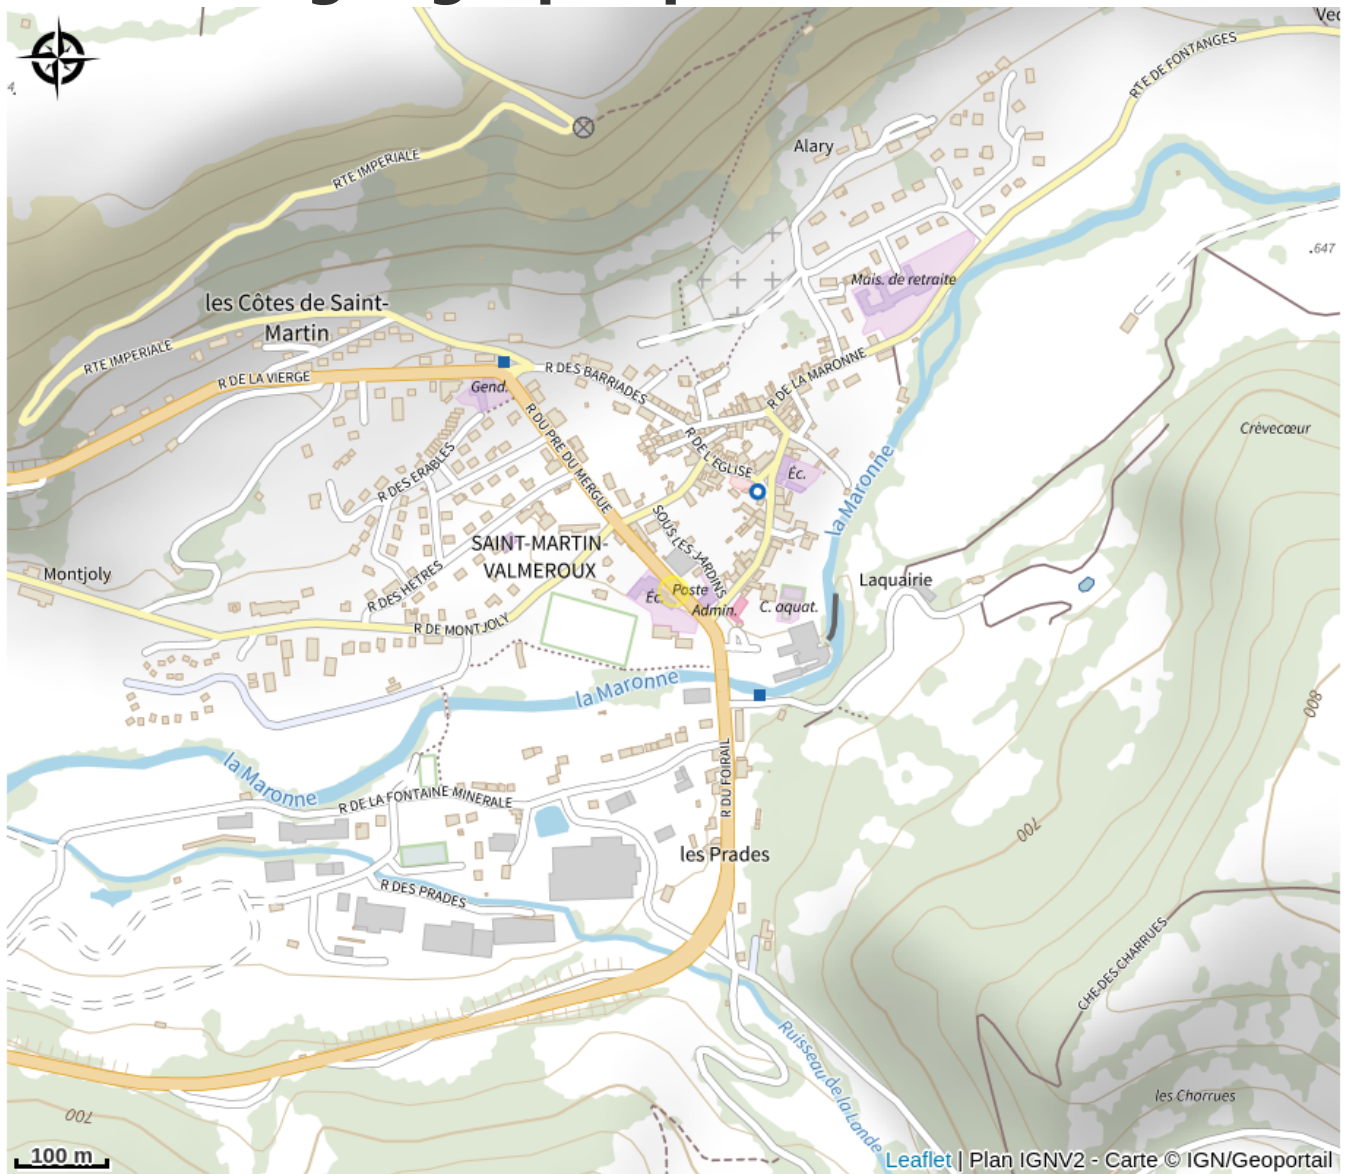 Vec
RTE DE FONTANGES
Alary
RTE IMPERIALE
.647
Mais. de retraite
les Côtes de Saint-
Martin
RTE IMPERIALE
R DE LA VIERGE
Gend.
R DES BARRIADES
R DE LA MARONNE
R DU PRE DU MERGUE
R DE L'EGLISE
Crèvecœur
R DES ERABLES
Éc.
la Maronne
SOUS LES JARDINS
SAINT-MARTIN-
VALMEROUX
Montjoly
R DES HETRES
Éc.
Poste
Admin.
C. aquat.
Laquairie
R DE MONTJOLY
la Maronne
800
la Maronne
R DE LA FONTAINE MINERALE
R DU FOIRAIL
700
les Prades
R DES PRADES
CHE DES CHARRUES
Ruisseau de la Lande
les Charrues
700
100 m
Leaflet | Plan IGNV2 - Carte © IGN/Geoportail